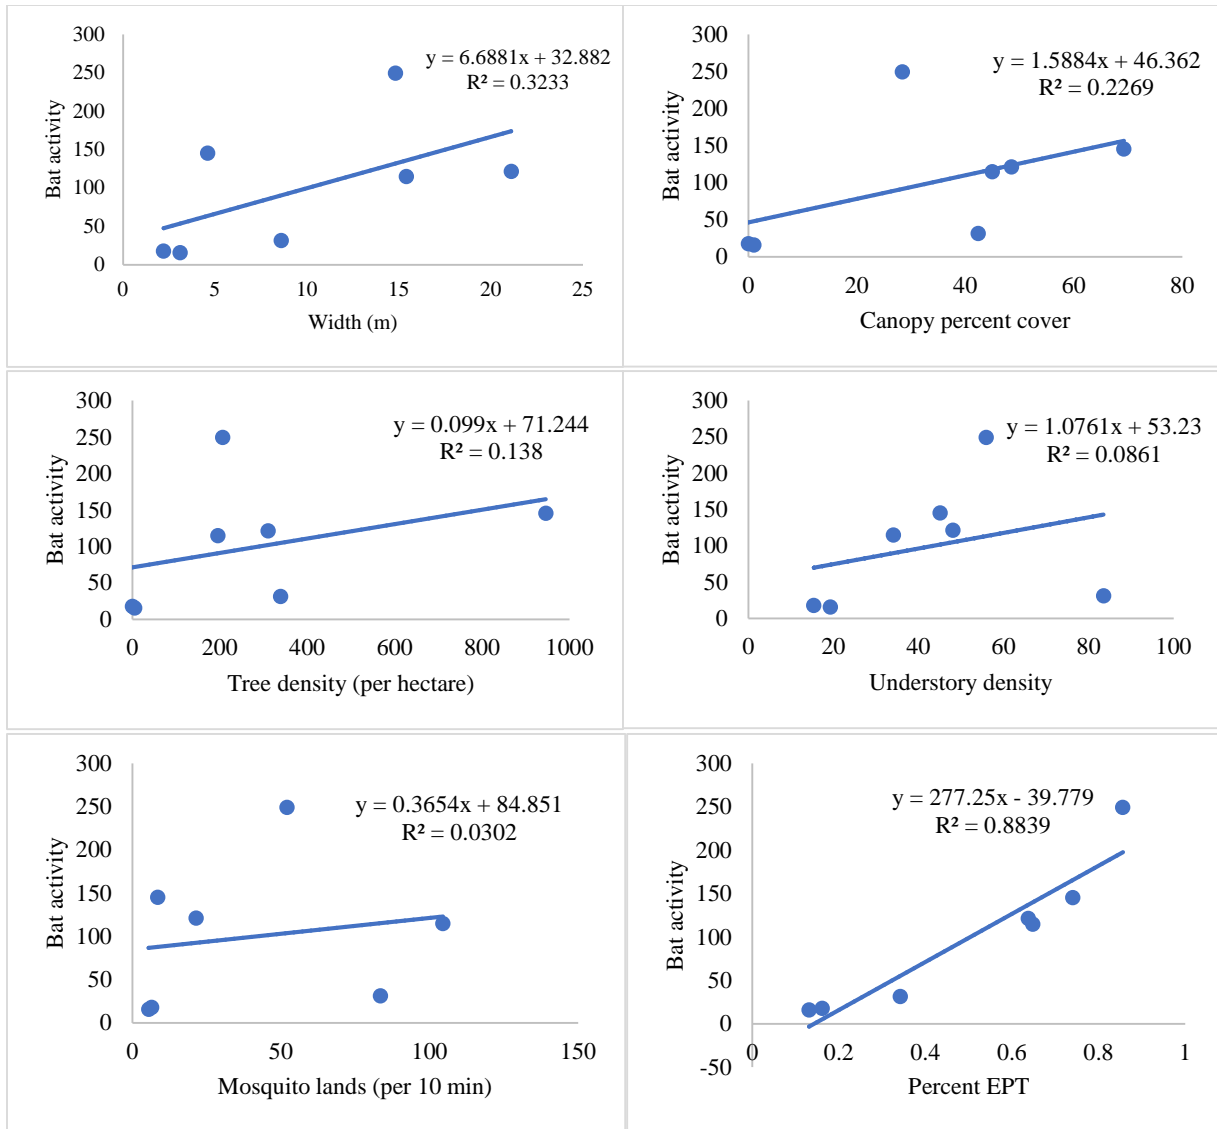 300
250
200
150
100
50
0
0 5 10 15 20 25
Bat activity
Width (m)
y = 6.6881x + 32.882
R² = 0.3233
300
250
200
150
100
50
0
0 20 40 60 80
Bat activity
Canopy percent cover
y = 1.5884x + 46.362
R² = 0.2269
300
250
200
150
100
50
0
0 200 400 600 800 1000
Bat activity
Tree density (per hectare)
y = 0.099x + 71.244
R² = 0.138
300
250
200
150
100
50
0
0 20 40 60 80 100
Bat activity
Understory density
y = 1.0761x + 53.23
R² = 0.0861
300
250
200
150
100
50
0
0 50 100 150
Bat activity
Mosquito lands (per 10 min)
y = 0.3654x + 84.851
R² = 0.0302
300
250
200
150
100
50
0
-50
0 0.2 0.4 0.6 0.8 1
Bat activity
Percent EPT
y = 277.25x - 39.779
R² = 0.8839